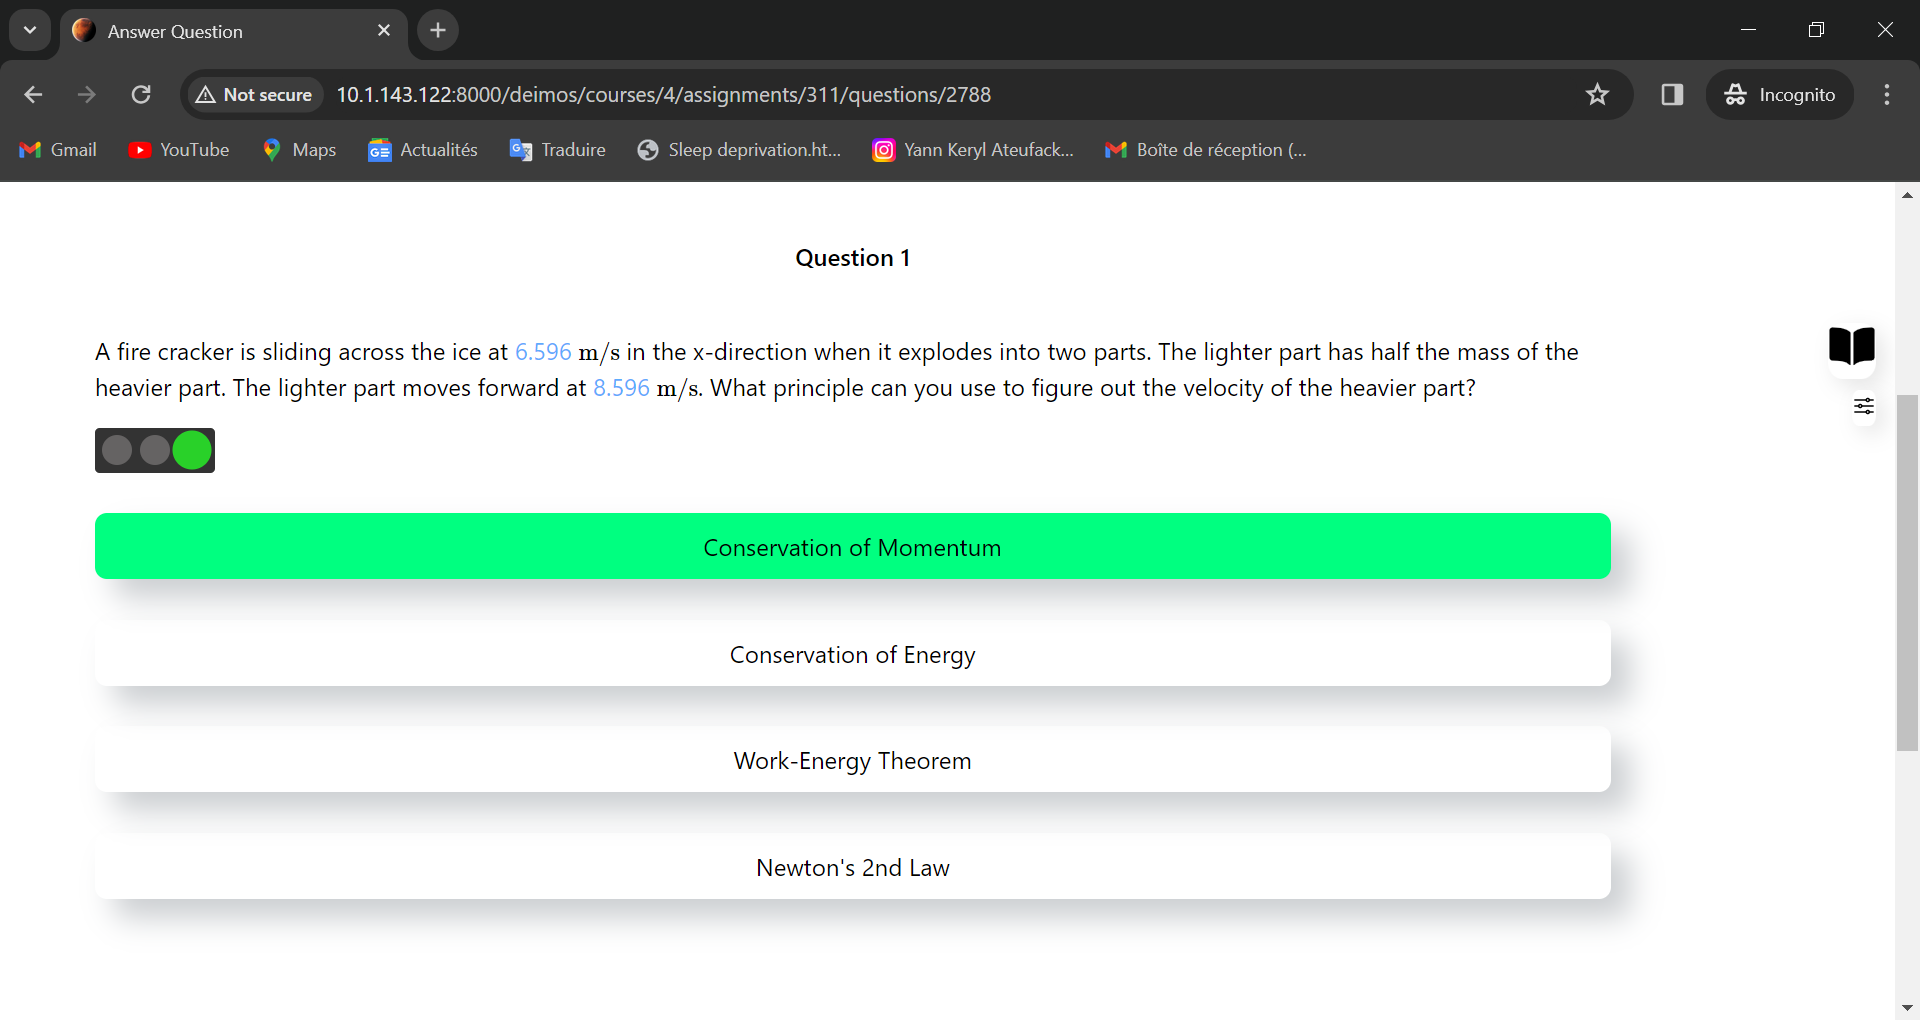 Answer Question
Not secure
10.1.143.122:8000/deimos/courses/4/assignments/311/questions/2788
Incognito
Gmail
YouTube
Maps
GE
Actualités
G
Traduire
Sleep deprivation.ht...
Yann Keryl Ateufack...
Boîte de réception (...
Question 1
A fire cracker is sliding across the ice at 6.596 m/s in the x-direction when it explodes into two parts. The lighter part has half the mass of the
heavier part. The lighter part moves forward at 8.596 m/s. What principle can you use to figure out the velocity of the heavier part?
Conservation of Momentum
Conservation of Energy
Work-Energy Theorem
Newton's 2nd Law